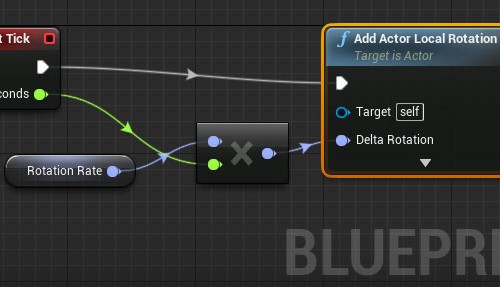 t Tick
Add Actor Local Rotation
Target is Actor
conds
Target self
Rotation Rate
Delta Rotation
BLUEPRI